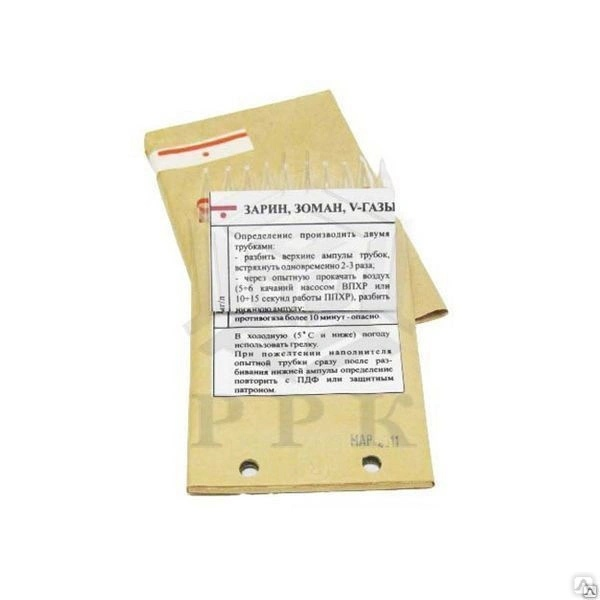 ЗАРИН, ЗОМАН, V-ГАЗЫ
Определение производить двумя
трубками:
- разбить верхние ампулы трубок,
встряхнуть одновременно 2-3 раза;
- через опытную прокачать воздух
(5÷6 качаний насосом ВПХР или
10÷15 секунд работы ППХР), разбить
нижнюю ампулу;
мг/л
противогаза более 10 минут - опасно.
В холодную (5°С и ниже) погоду
использовать грелку.
При пожелтении наполнителя
опытной трубки сразу после раз-
бивания нижней ампулы определение
повторить с ПДФ или защитным
патроном.
РРК
МАР 11